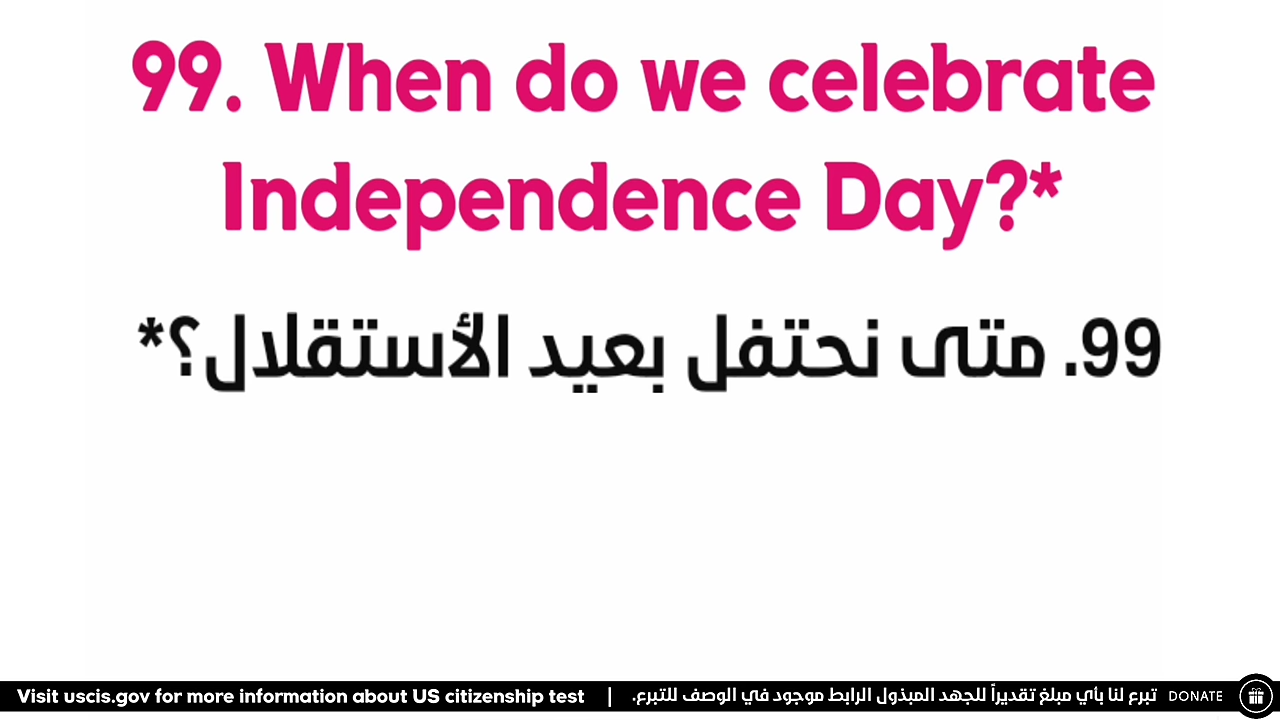 99. When do we celebrate
Independence Day?*
99. متى نحتفل بعيد الأستقلال؟*
Visit uscis.gov for more information about US citizenship test | تبرع لنا بأي مبلغ تقديراً للجهد المبذول الرابط موجود في الوصف للتبرع. DONATE